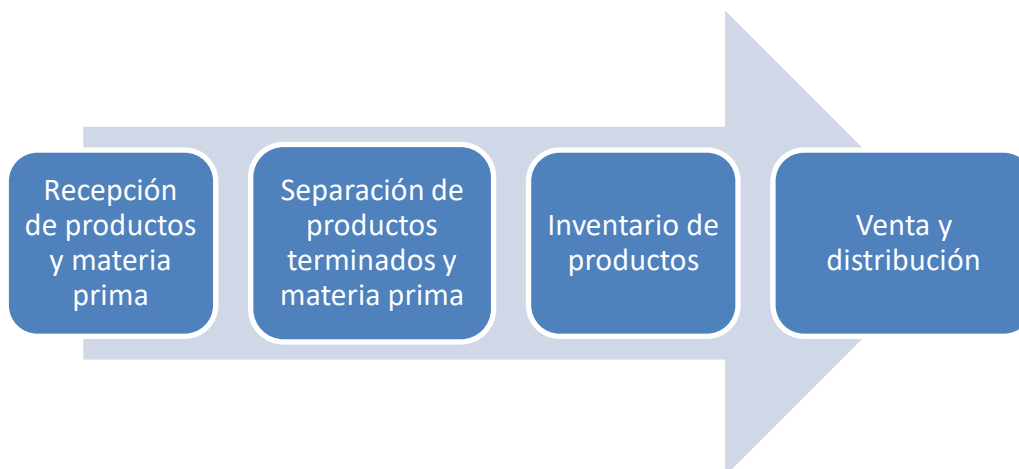 Recepción
de productos
y materia
prima
Separación de
productos
terminados y
materia prima
Inventario de
productos
Venta y
distribución